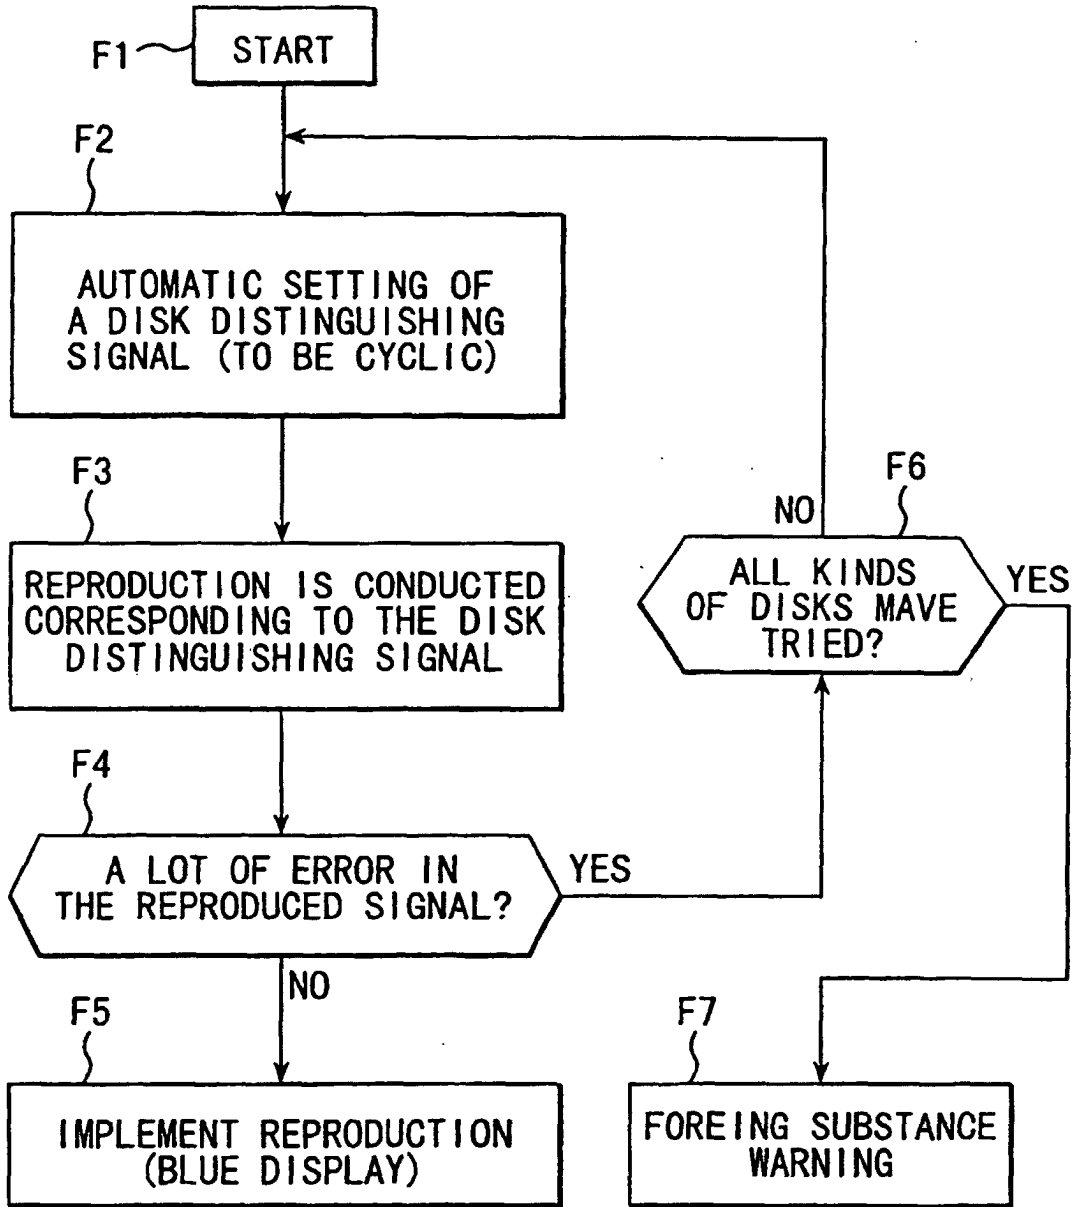 F1
START
F2
AUTOMATIC SETTING OF
A DISK DISTINGUISHING
SIGNAL (TO BE CYCLIC)
F3
REPRODUCTION IS CONDUCTED
CORRESPONDING TO THE DISK
DISTINGUISHING SIGNAL
F4
A LOT OF ERROR IN
THE REPRODUCED SIGNAL?
YES
NO
F5
IMPLEMENT REPRODUCTION
(BLUE DISPLAY)
F6
NO
ALL KINDS
OF DISKS MAVE
TRIED?
YES
F7
FOREING SUBSTANCE
WARNING